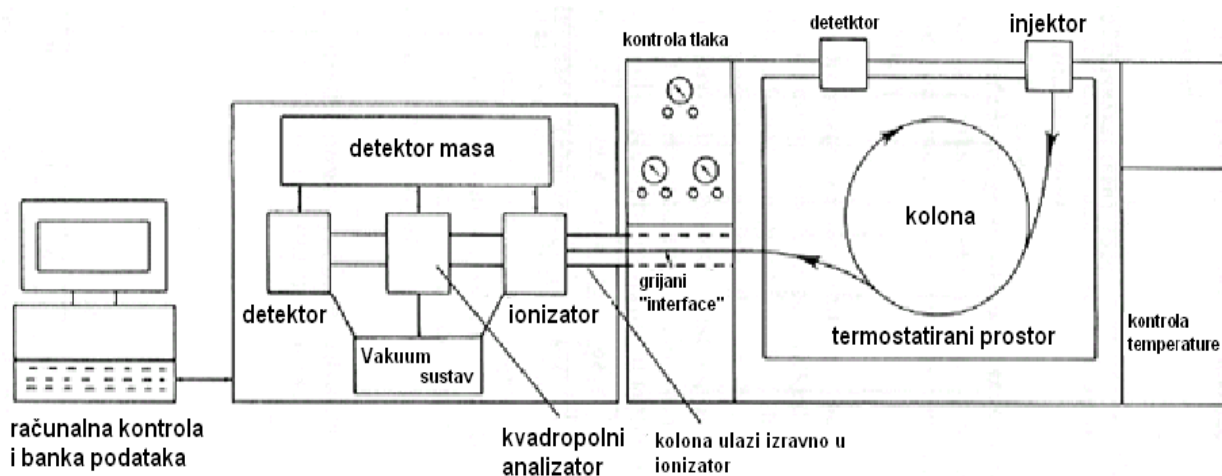 detetktor
injektor
kontrola tlaka
detektor masa
kolona
grijani
"interface"
detektor
ionizator
termostatirani prostor
kontrola
temperature
Vakuum
sustav
računalna kontrola
i banka podataka
kvadropolni
analizator
kolona ulazi izravno u
ionizator